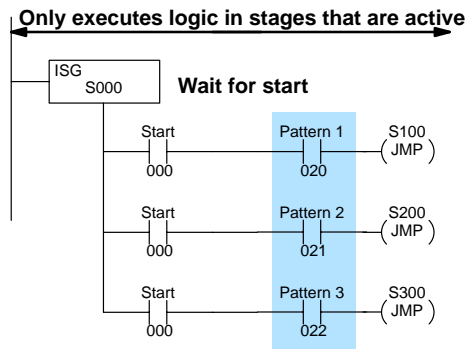 Only executes logic in stages that are active
ISG
S000
Wait for start
Start
Pattern 1
S100
JMP
000
020
Start
Pattern 2
S200
JMP
000
021
Start
Pattern 3
S300
JMP
000
022